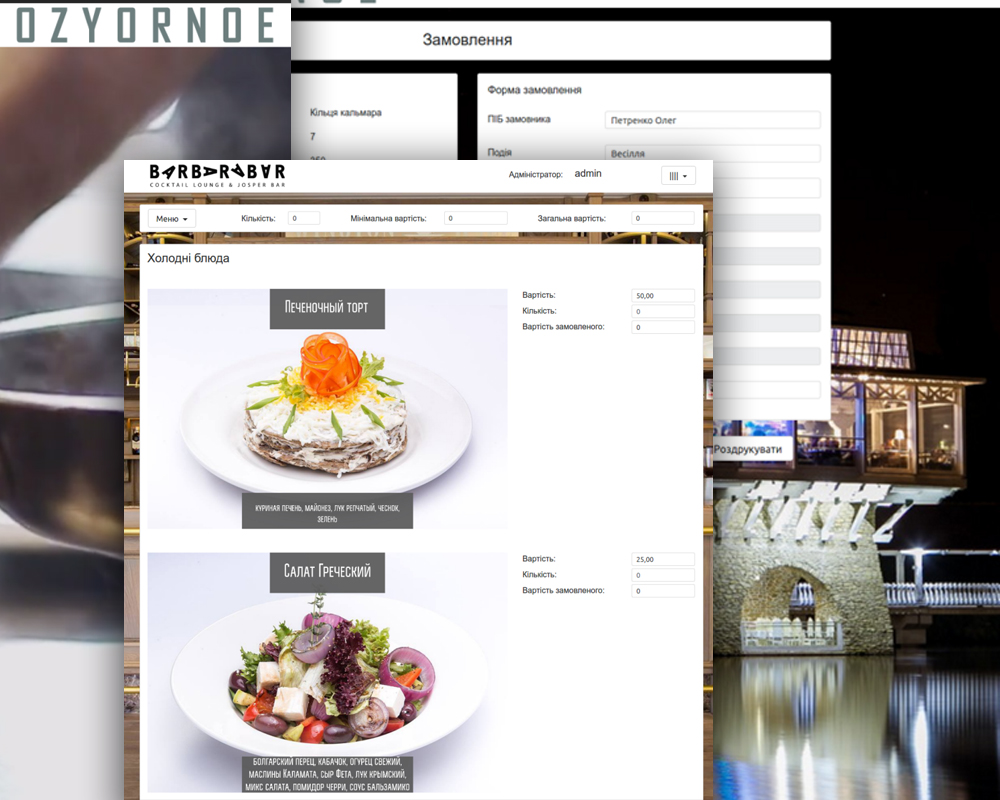 OZYORNOE
Замовлення
Кільця кальмара
7
Форма замовлення
ПІБ замовника
Петренко Олег
Подія
Весілля
BARBARABAR
COCKTAIL LOUNGE & JOSPER BAR
Адміністратор:
admin
Меню
Кількість:
0
Мінімальна вартість:
0
Загальна вартість:
0
Холодні блюда
Печеночный торт
куриная печень, майонез, лук репчатый, чеснок,
зелень
Вартість:
50,00
Кількість:
0
Вартість замовленого:
0
Салат Греческий
болгарский перец, кабачок, огурец свежий,
маслины Каламата, сыр Фета, лук крымский,
микс салата, помидор черри, соус бальзамико
Вартість:
25,00
Кількість:
0
Вартість замовленого:
0
Роздрукувати